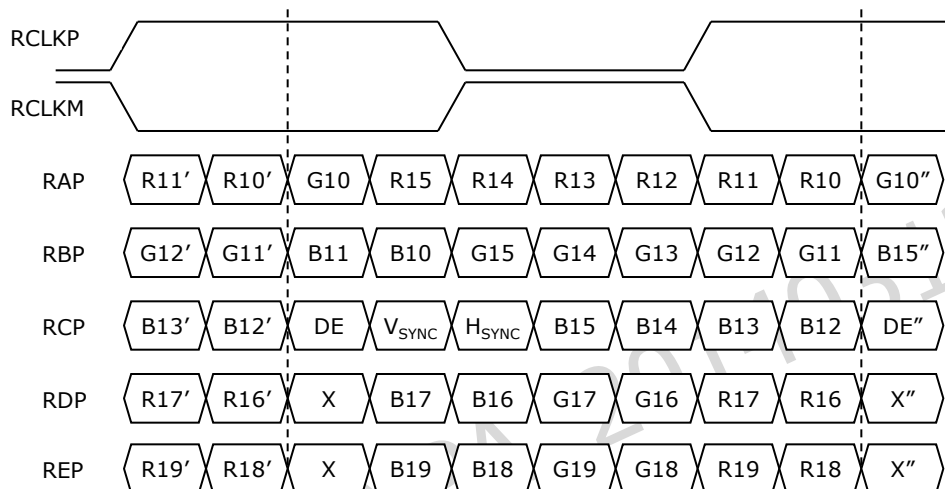 RCLKP
RCLKM
RAP R11′ R10′ G10 R15 R14 R13 R12 R11 R10 G10″
RBP G12′ G11′ B11 B10 G15 G14 G13 G12 G11 B15″
RCP B13′ B12′ DE VSYNC HSYNC B15 B14 B13 B12 DE″
RDP R17′ R16′ X B17 B16 G17 G16 R17 R16 X″
REP R19′ R18′ X B19 B18 G19 G18 R19 R18 X″